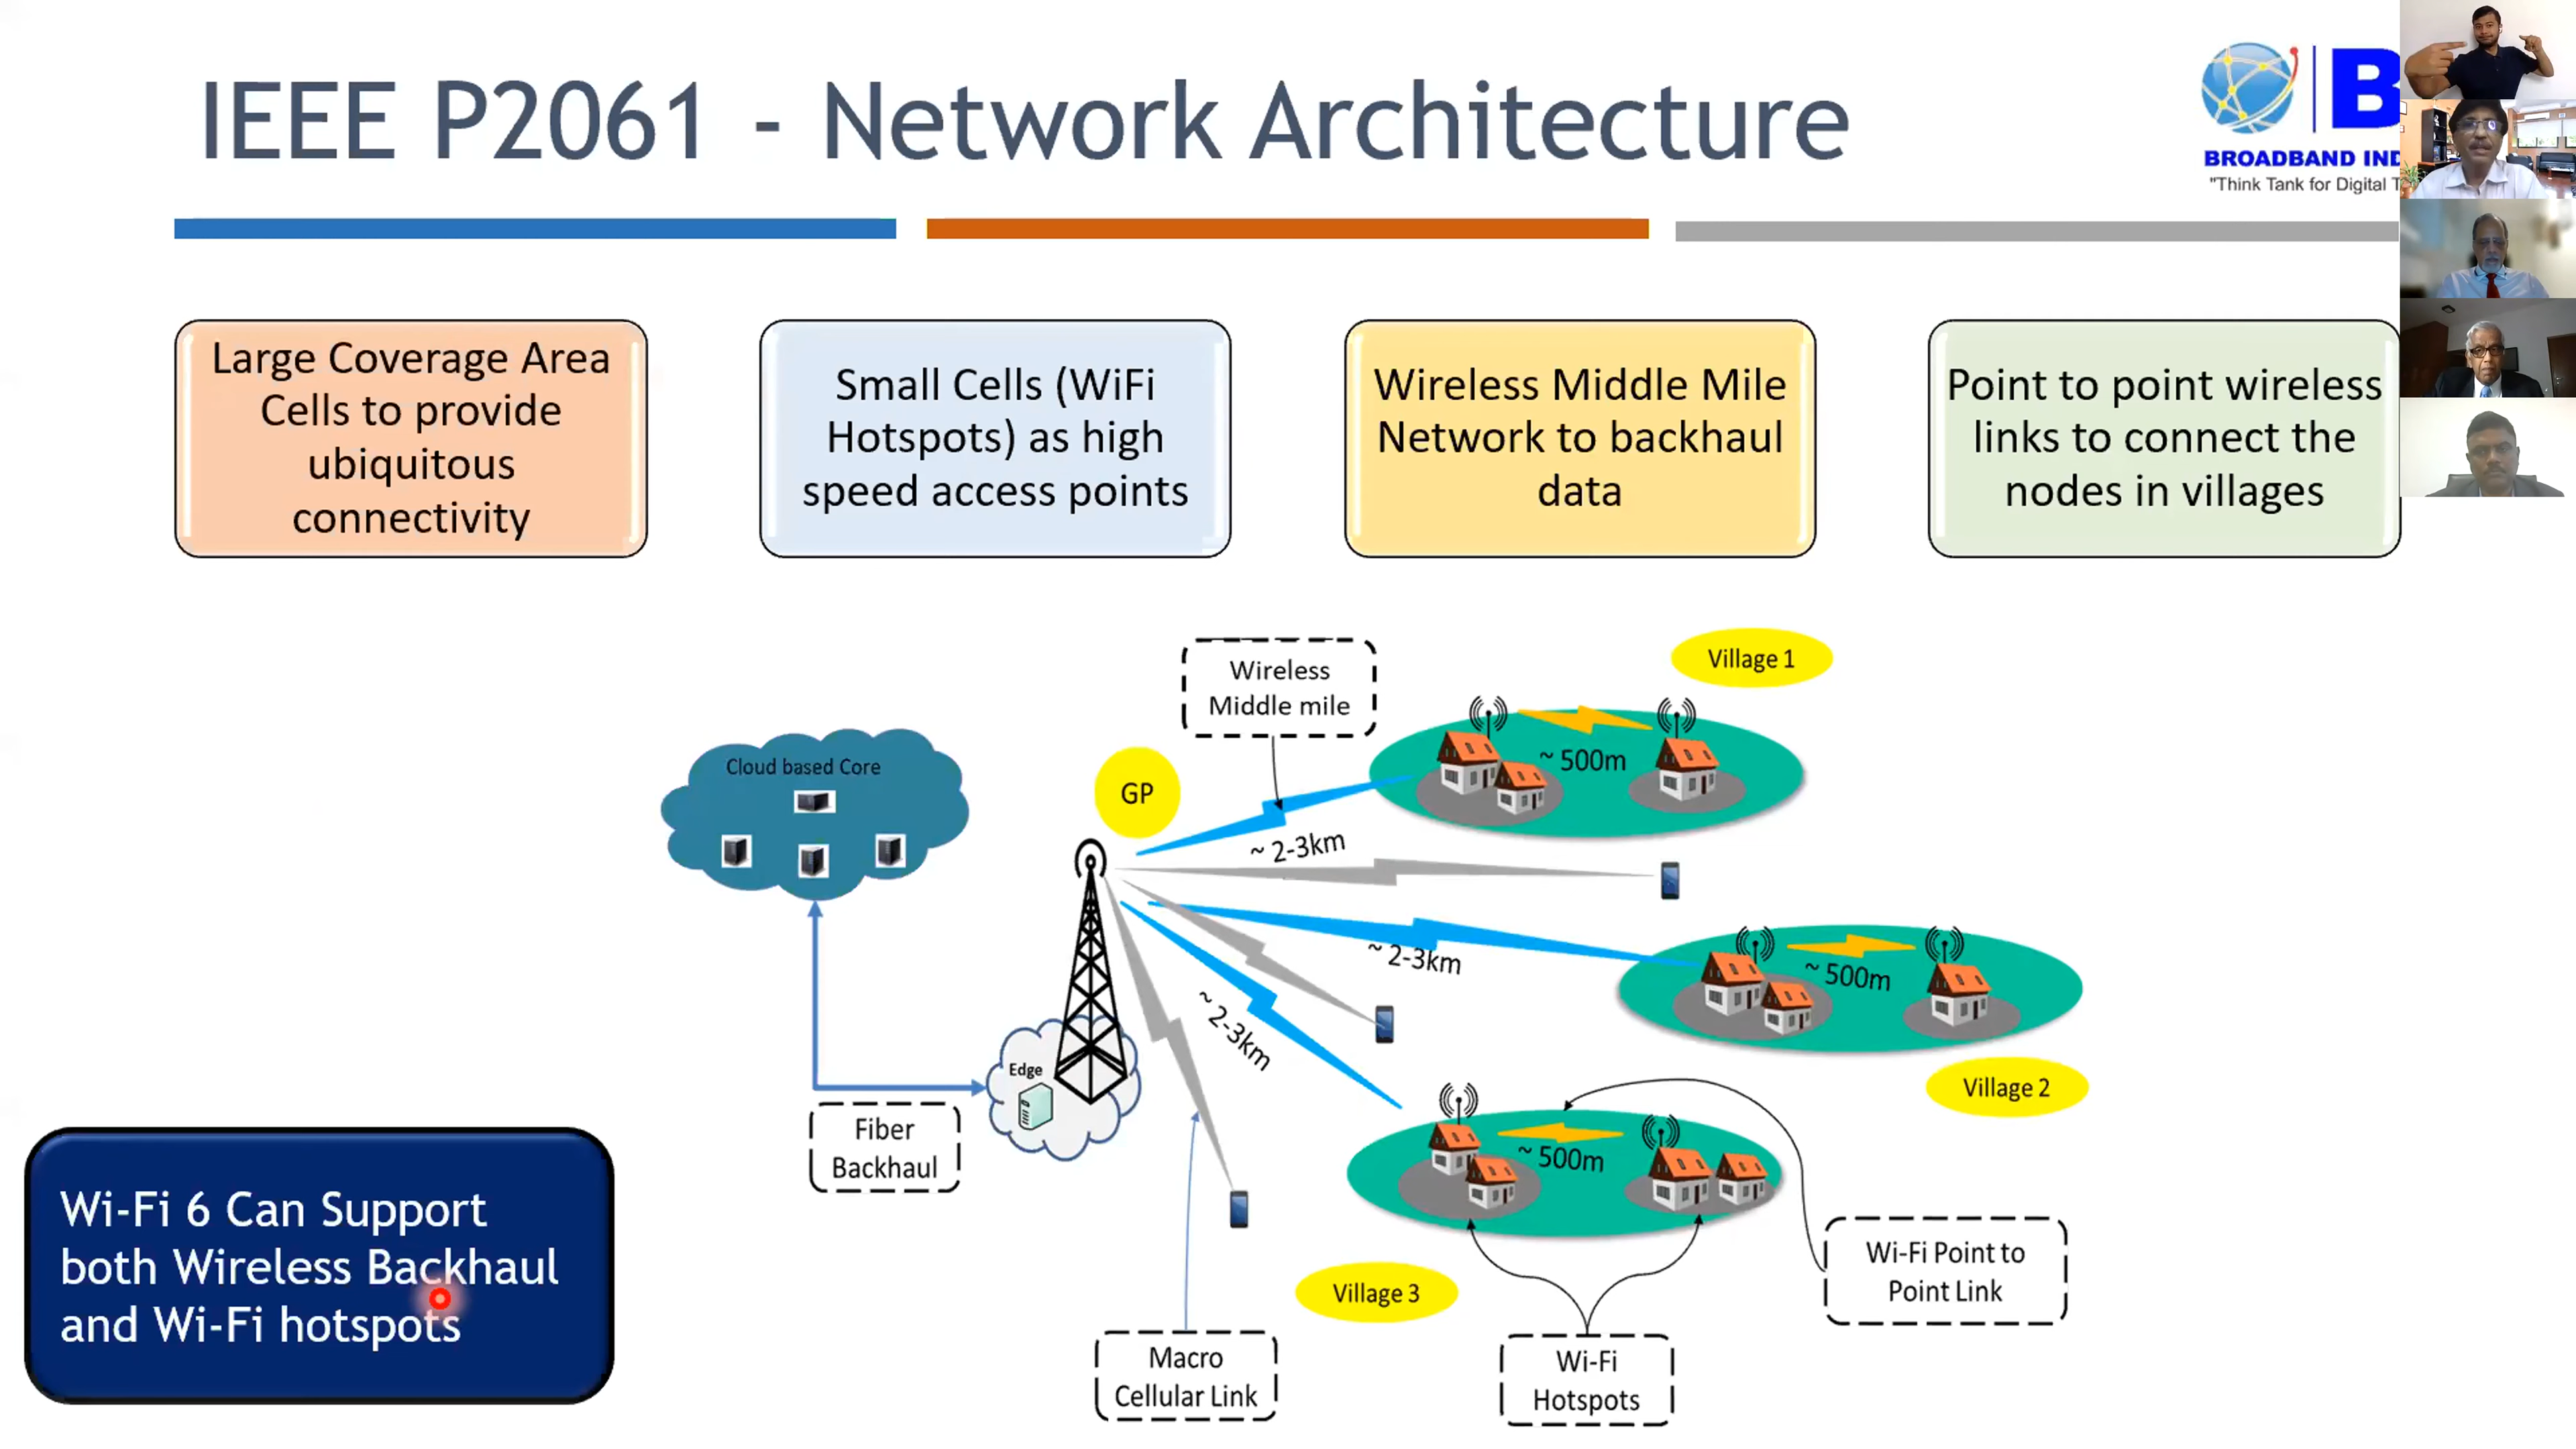 IEEE P2061 - Network Architecture
B
BROADBAND IND
"Think Tank for Digital T
Large Coverage Area
Cells to provide
ubiquitous
connectivity
Small Cells (WiFi
Hotspots) as high
speed access points
Wireless Middle Mile
Network to backhaul
data
Point to point wireless
links to connect the
nodes in villages
Wireless
Middle mile
Village 1
Cloud based Core
GP
~ 500m
~ 2-3km
~ 2-3km
~ 500m
~ 2-3km
Edge
Village 2
Fiber
Backhaul
~ 500m
Wi-Fi 6 Can Support
both Wireless Backhaul
and Wi-Fi hotspots
Village 3
Wi-Fi Point to
Point Link
Macro
Cellular Link
Wi-Fi
Hotspots